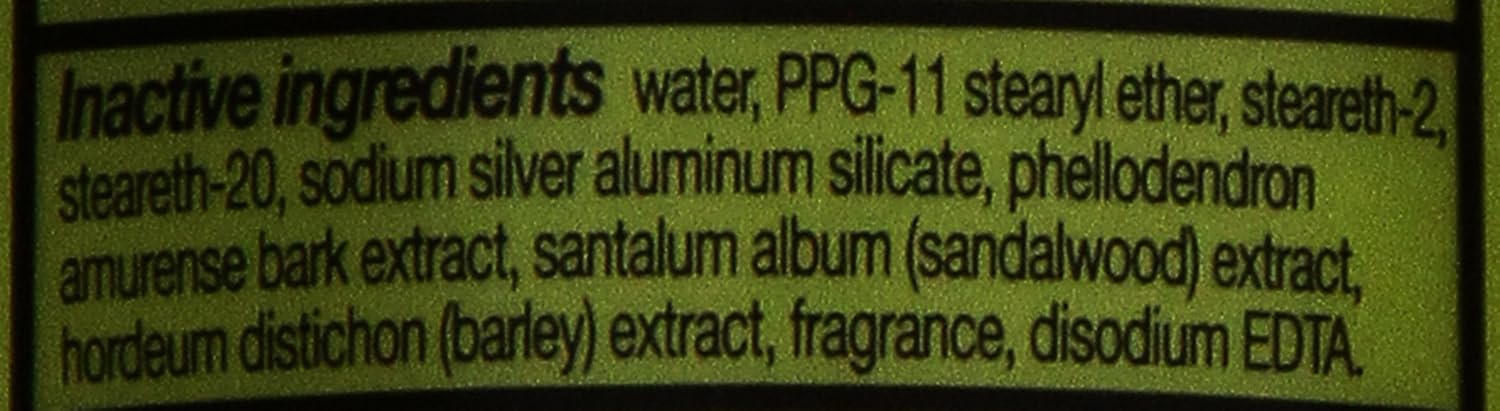 Inactive ingredients water, PPG-11 stearyl ether, steareth-2,
steareth-20, sodium silver aluminum silicate, phellodendron
amurense bark extract, santalum album (sandalwood) extract,
hordeum distichon (barley) extract, fragrance, disodium EDTA.